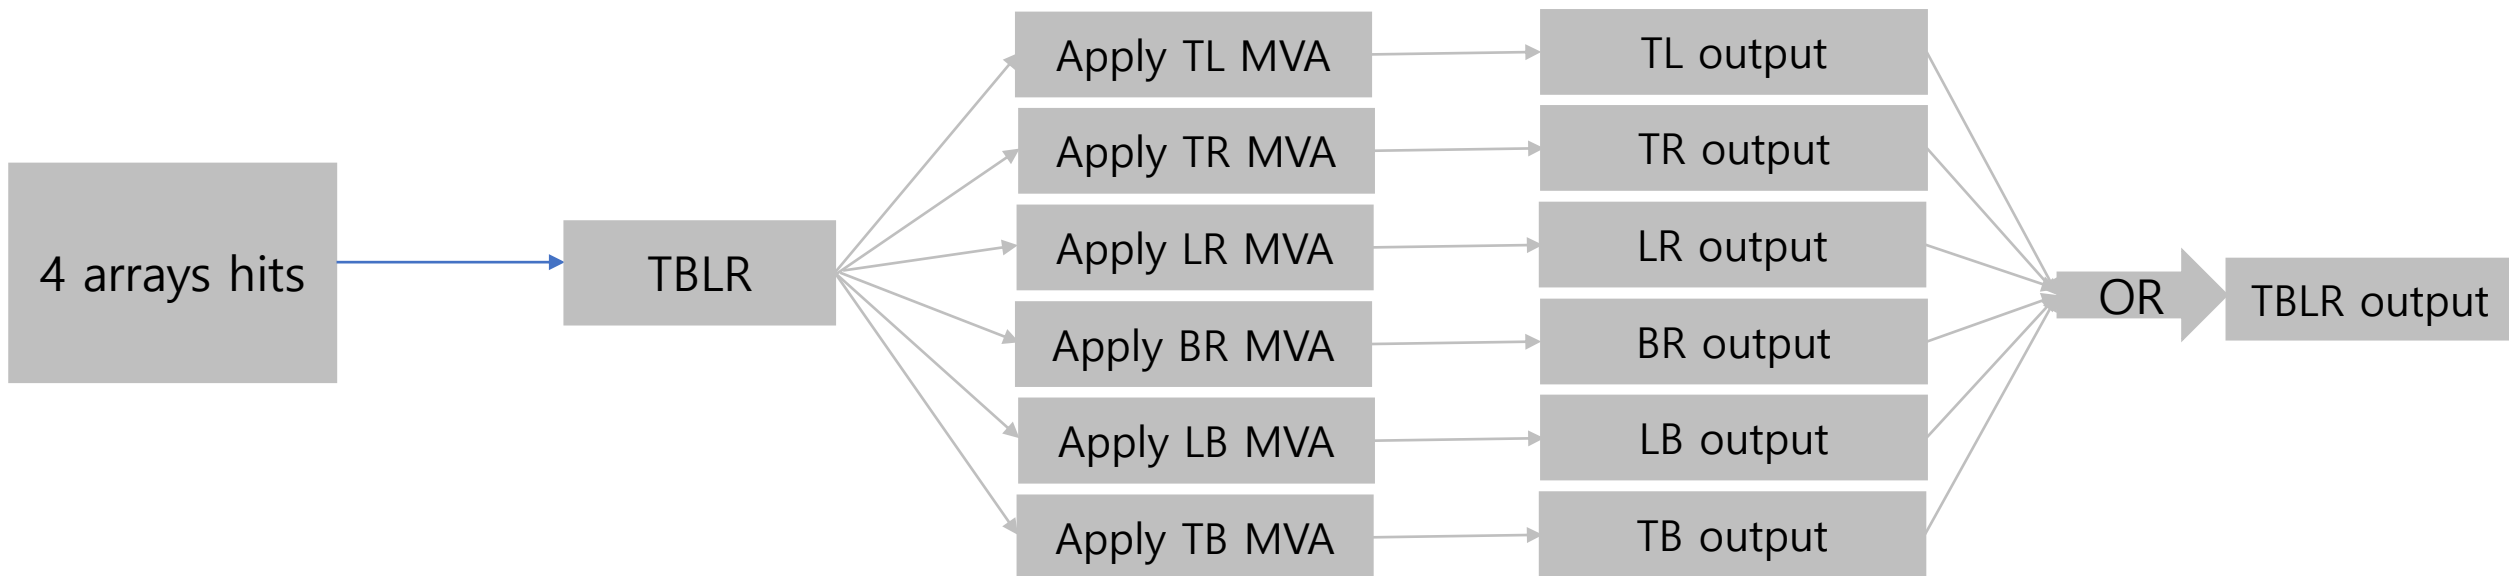 4 arrays hits
TBLR
Apply TL MVA
TL output
Apply TR MVA
TR output
Apply LR MVA
LR output
Apply BR MVA
BR output
Apply LB MVA
LB output
Apply TB MVA
TB output
OR
TBLR output